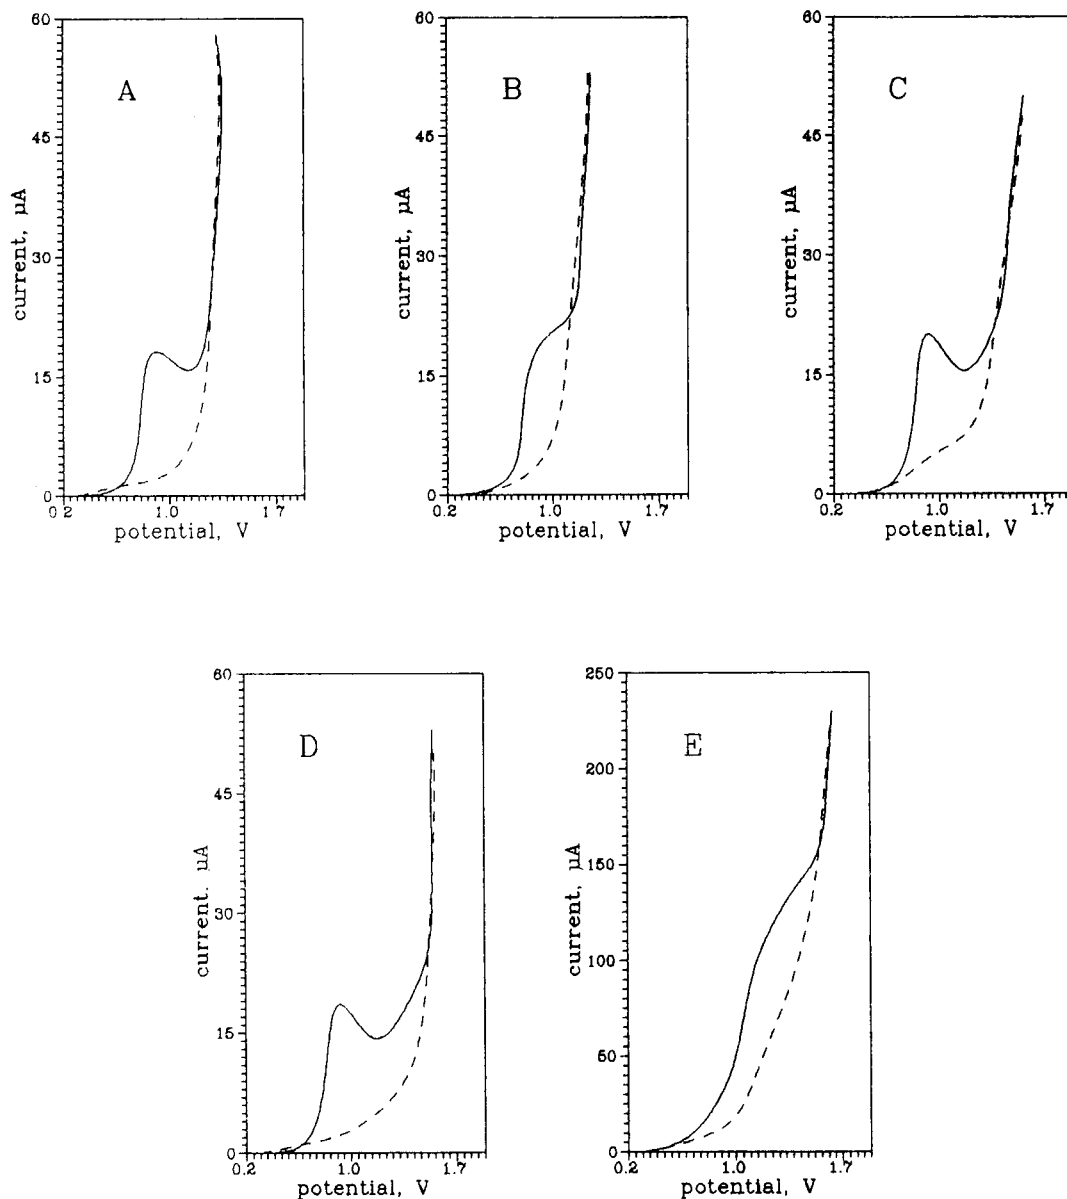 60
45
30
15
0
current, µA
A
0.2 1.0 1.7
potential, V
60
45
30
15
0
current, µA
B
0.2 1.0 1.7
potential, V
60
45
30
15
0
current, µA
C
0.2 1.0 1.7
potential, V
60
45
30
15
0
current. µA
D
0.2 1.0 1.7
potential, V
250
200
150
100
50
0
current, µA
E
0.2 1.0 1.7
potential, V